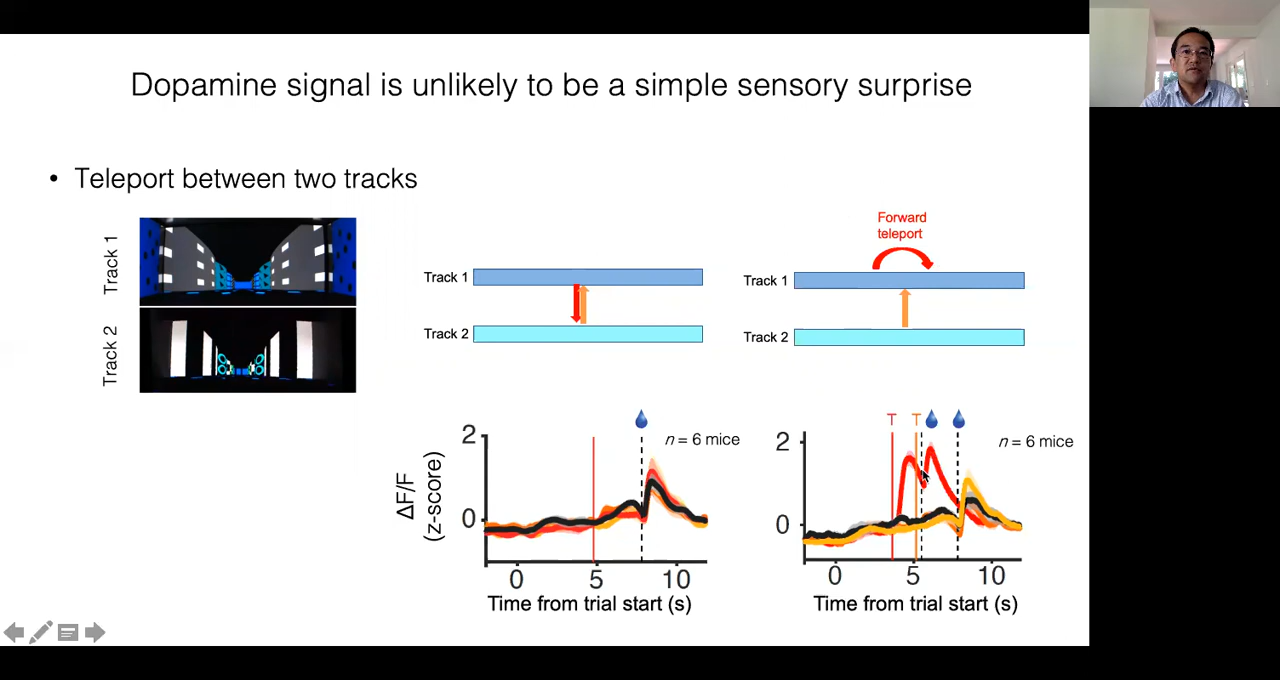 Dopamine signal is unlikely to be a simple sensory surprise
• Teleport between two tracks
Track 1
Track 2
Track 1
Track 2
Forward
teleport
Track 1
Track 2
ΔF/F
(z-score)
2
0
n = 6 mice
0 5 10
Time from trial start (s)
T T
2
0
n = 6 mice
0 5 10
Time from trial start (s)